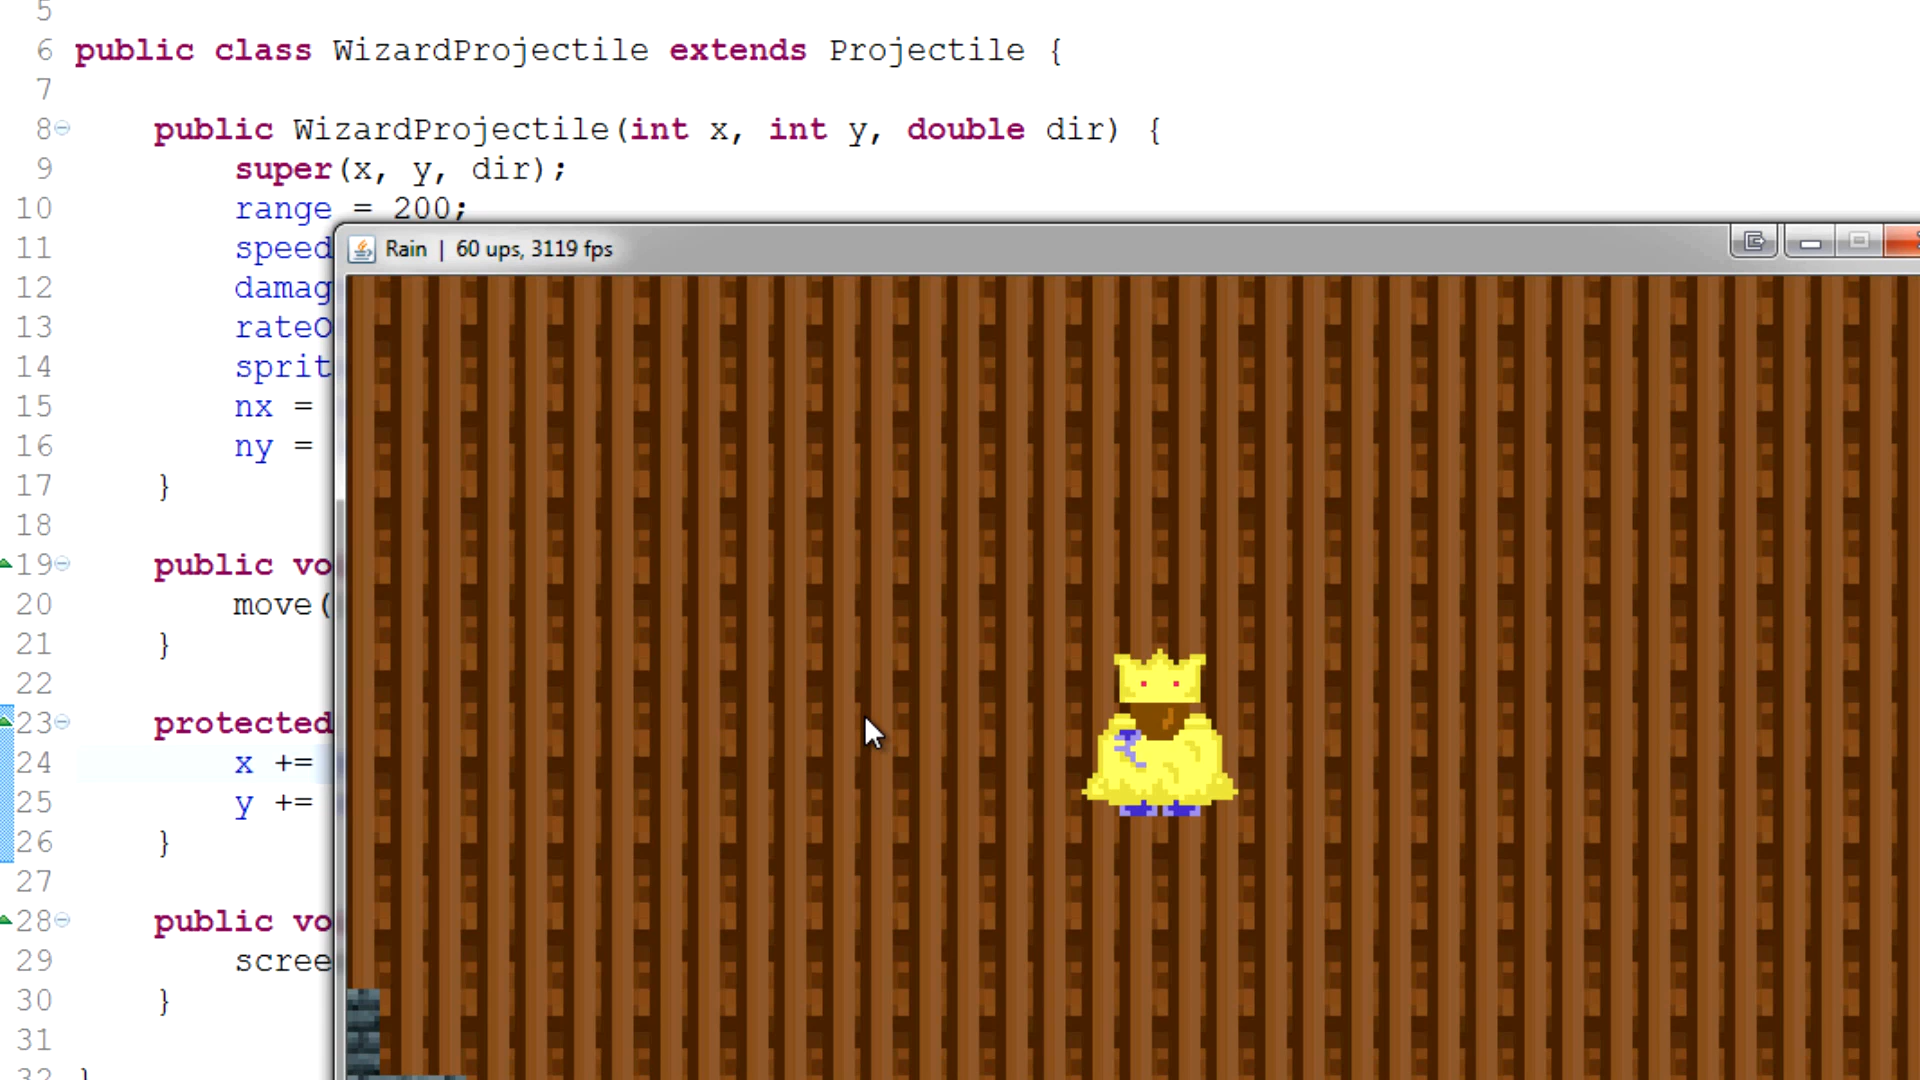 5
6 public class WizardProjectile extends Projectile {
7
8 public WizardProjectile(int x, int y, double dir) {
9 super(x, y, dir);
10 range = 200;
11 speed
Rain | 60 ups, 3119 fps
12 damag
13 rateO
14 sprit
15 nx =
16 ny =
17 }
18
19 public vo
20 move(
21 }
22
23 protected
24 x +=
25 y +=
26 }
27
28 public vo
29 scree
30 }
31
32 }